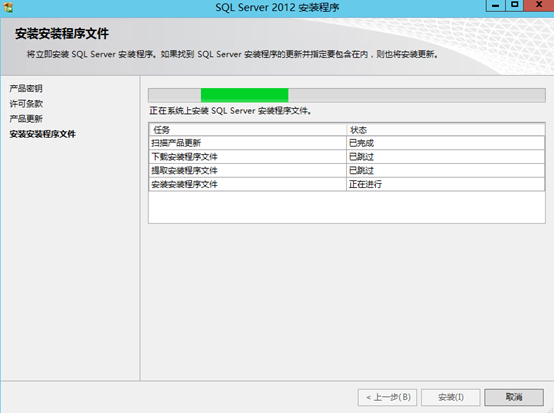 SQL Server 2012 安装程序
安装安装程序文件
将立即安装 SQL Server 安装程序。如果找到 SQL Server 安装程序的更新并指定要包含在内，则也将安装更新。
产品密钥
许可条款
产品更新
安装安装程序文件
正在系统上安装 SQL Server 安装程序文件。
任务 状态
扫描产品更新 已完成
下载安装程序文件 已跳过
提取安装程序文件 已跳过
安装安装程序文件 正在进行
< 上一步(B) 安装(I) 取消